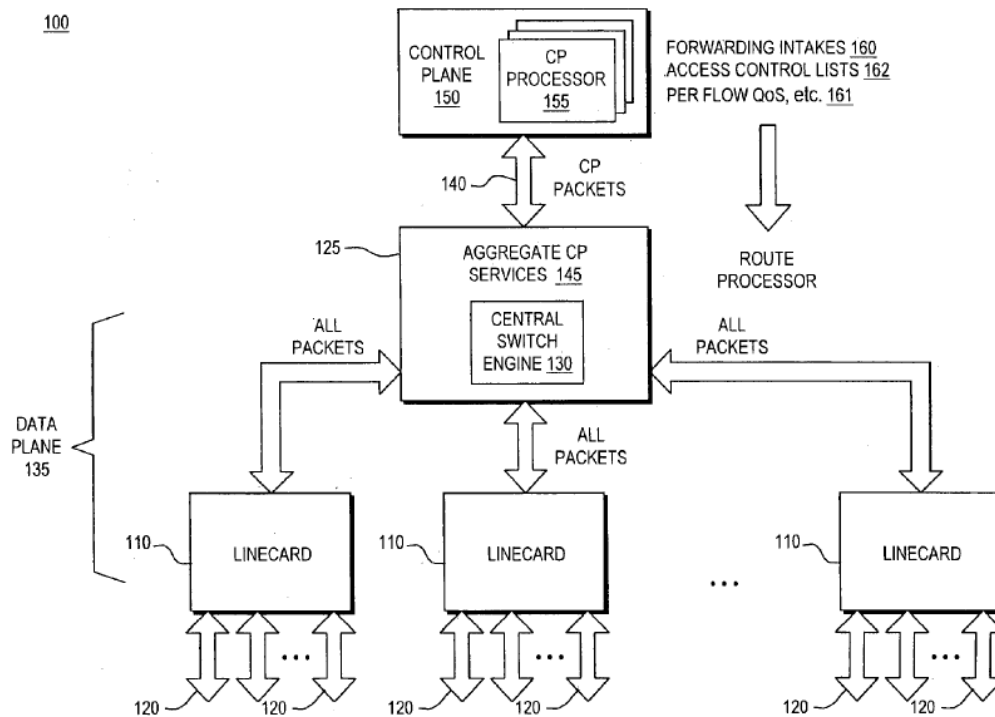 100
CONTROL
PLANE
150
CP
PROCESSOR
155
FORWARDING INTAKES 160
ACCESS CONTROL LISTS 162
PER FLOW QoS, etc. 161
140
CP
PACKETS
125
AGGREGATE CP
SERVICES 145
ROUTE
PROCESSOR
CENTRAL
SWITCH
ENGINE 130
ALL
PACKETS
ALL
PACKETS
DATA
PLANE
135
ALL
PACKETS
110
LINECARD
110
LINECARD
110
LINECARD
...
...
...
...
120
120
120
120
120
120